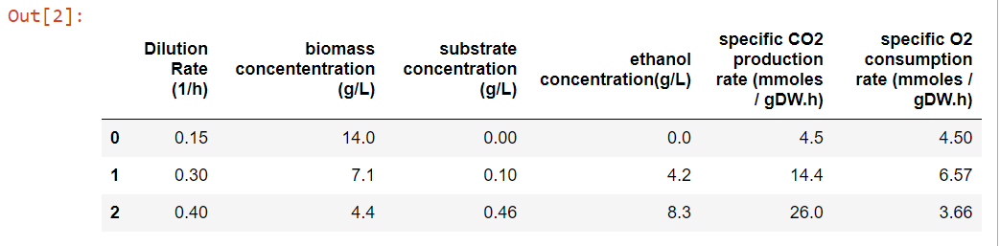 Out[2]:
Dilution Rate (1/h) biomass concententration (g/L) substrate concentration (g/L) ethanol concentration(g/L) specific CO2 production rate (mmoles / gDW.h) specific O2 consumption rate (mmoles / gDW.h)
0 0.15 14.0 0.00 0.0 4.5 4.50
1 0.30 7.1 0.10 4.2 14.4 6.57
2 0.40 4.4 0.46 8.3 26.0 3.66